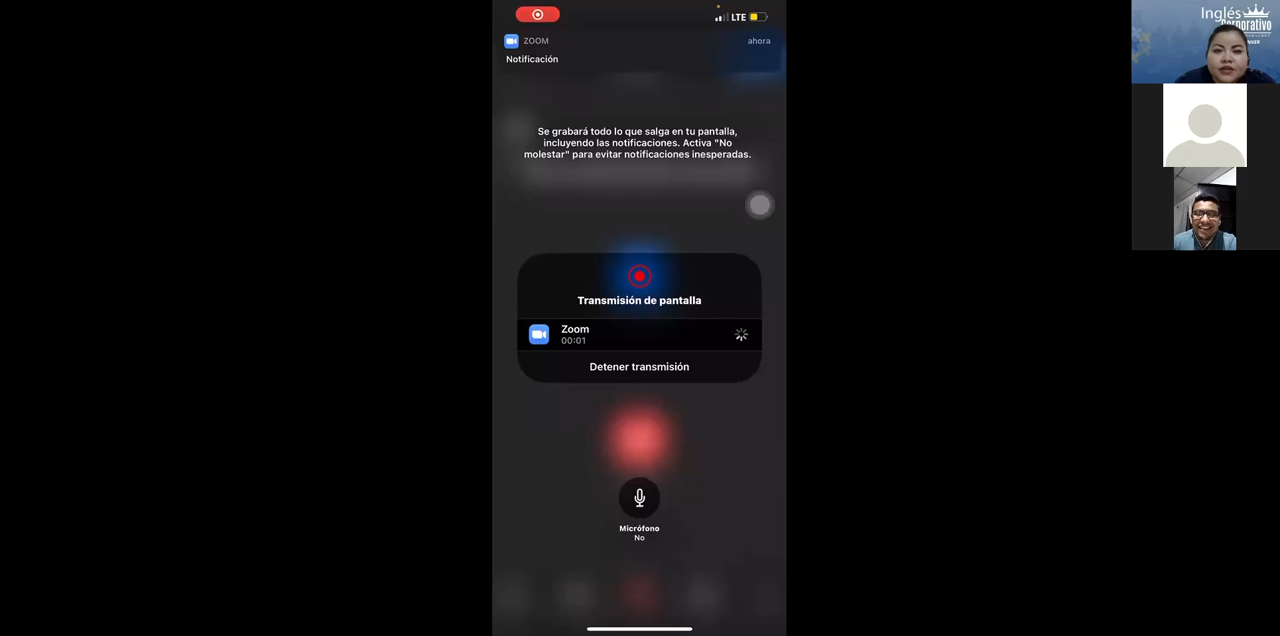 LTE
ZOOM
ahora
Notificación
Se grabará todo lo que salga en tu pantalla,
incluyendo las notificaciones. Activa "No
molestar" para evitar notificaciones inesperadas.
Transmisión de pantalla
Zoom
00:01
Detener transmisión
Micrófono
No
Inglés
Corporativo